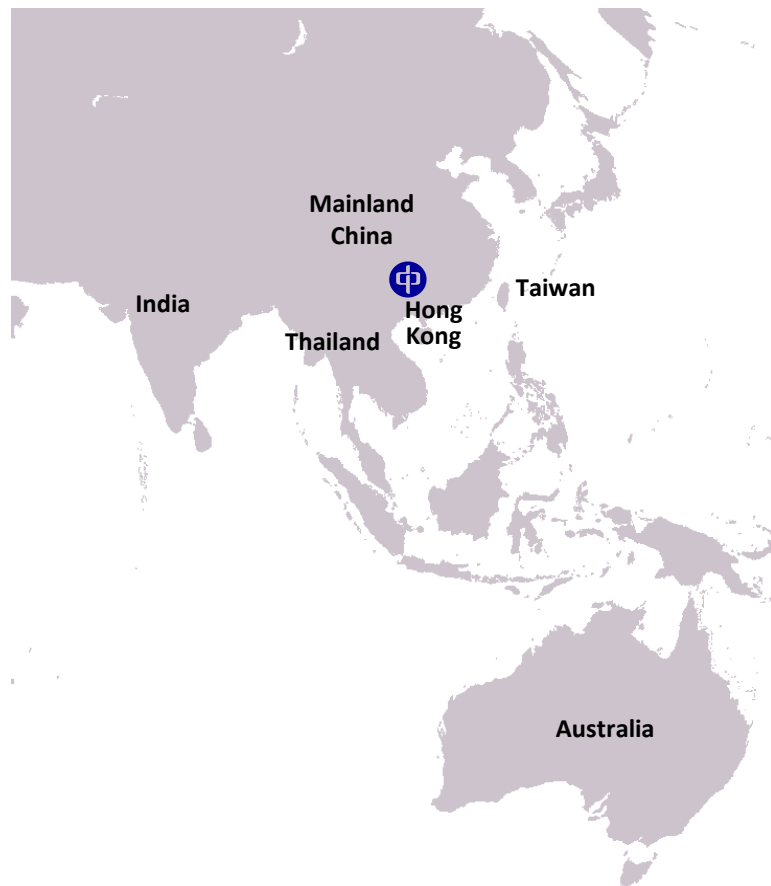 Mainland
China
India
Taiwan
Hong
Kong
Thailand
Australia